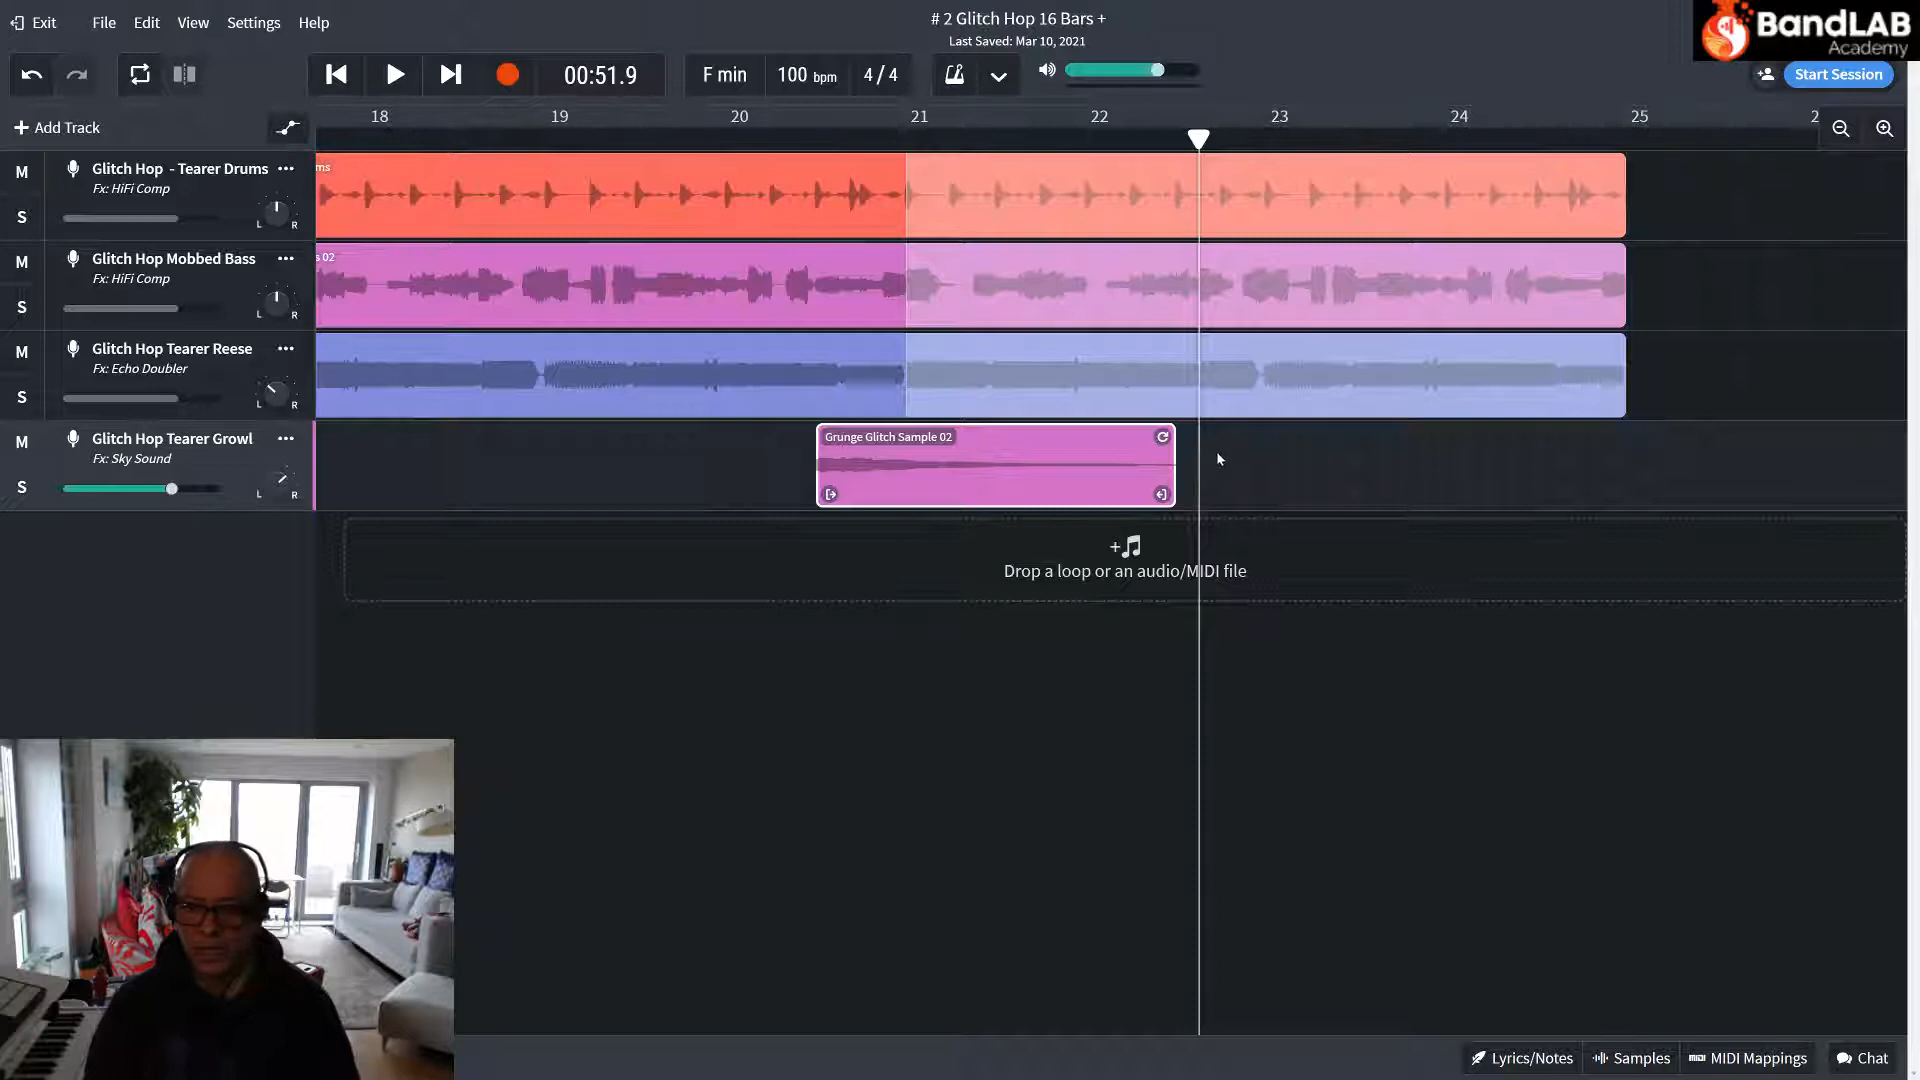 Exit File Edit View Settings Help
# 2 Glitch Hop 16 Bars +
Last Saved: Mar 10, 2021
BandLAB
Academy
00:51.9 F min 100 bpm 4/4
Start Session
Add Track
18 19 20 21 22 23 24 25 2
M Glitch Hop - Tearer Drums
Fx: HiFi Comp
S L R
ms
M Glitch Hop Mobbed Bass
Fx: HiFi Comp
S L R
s 02
M Glitch Hop Tearer Reese
Fx: Echo Doubler
S L R
M Glitch Hop Tearer Growl
Fx: Sky Sound
S L R
Grunge Glitch Sample 02
Drop a loop or an audio/MIDI file
Lyrics/Notes Samples MIDI Mappings Chat